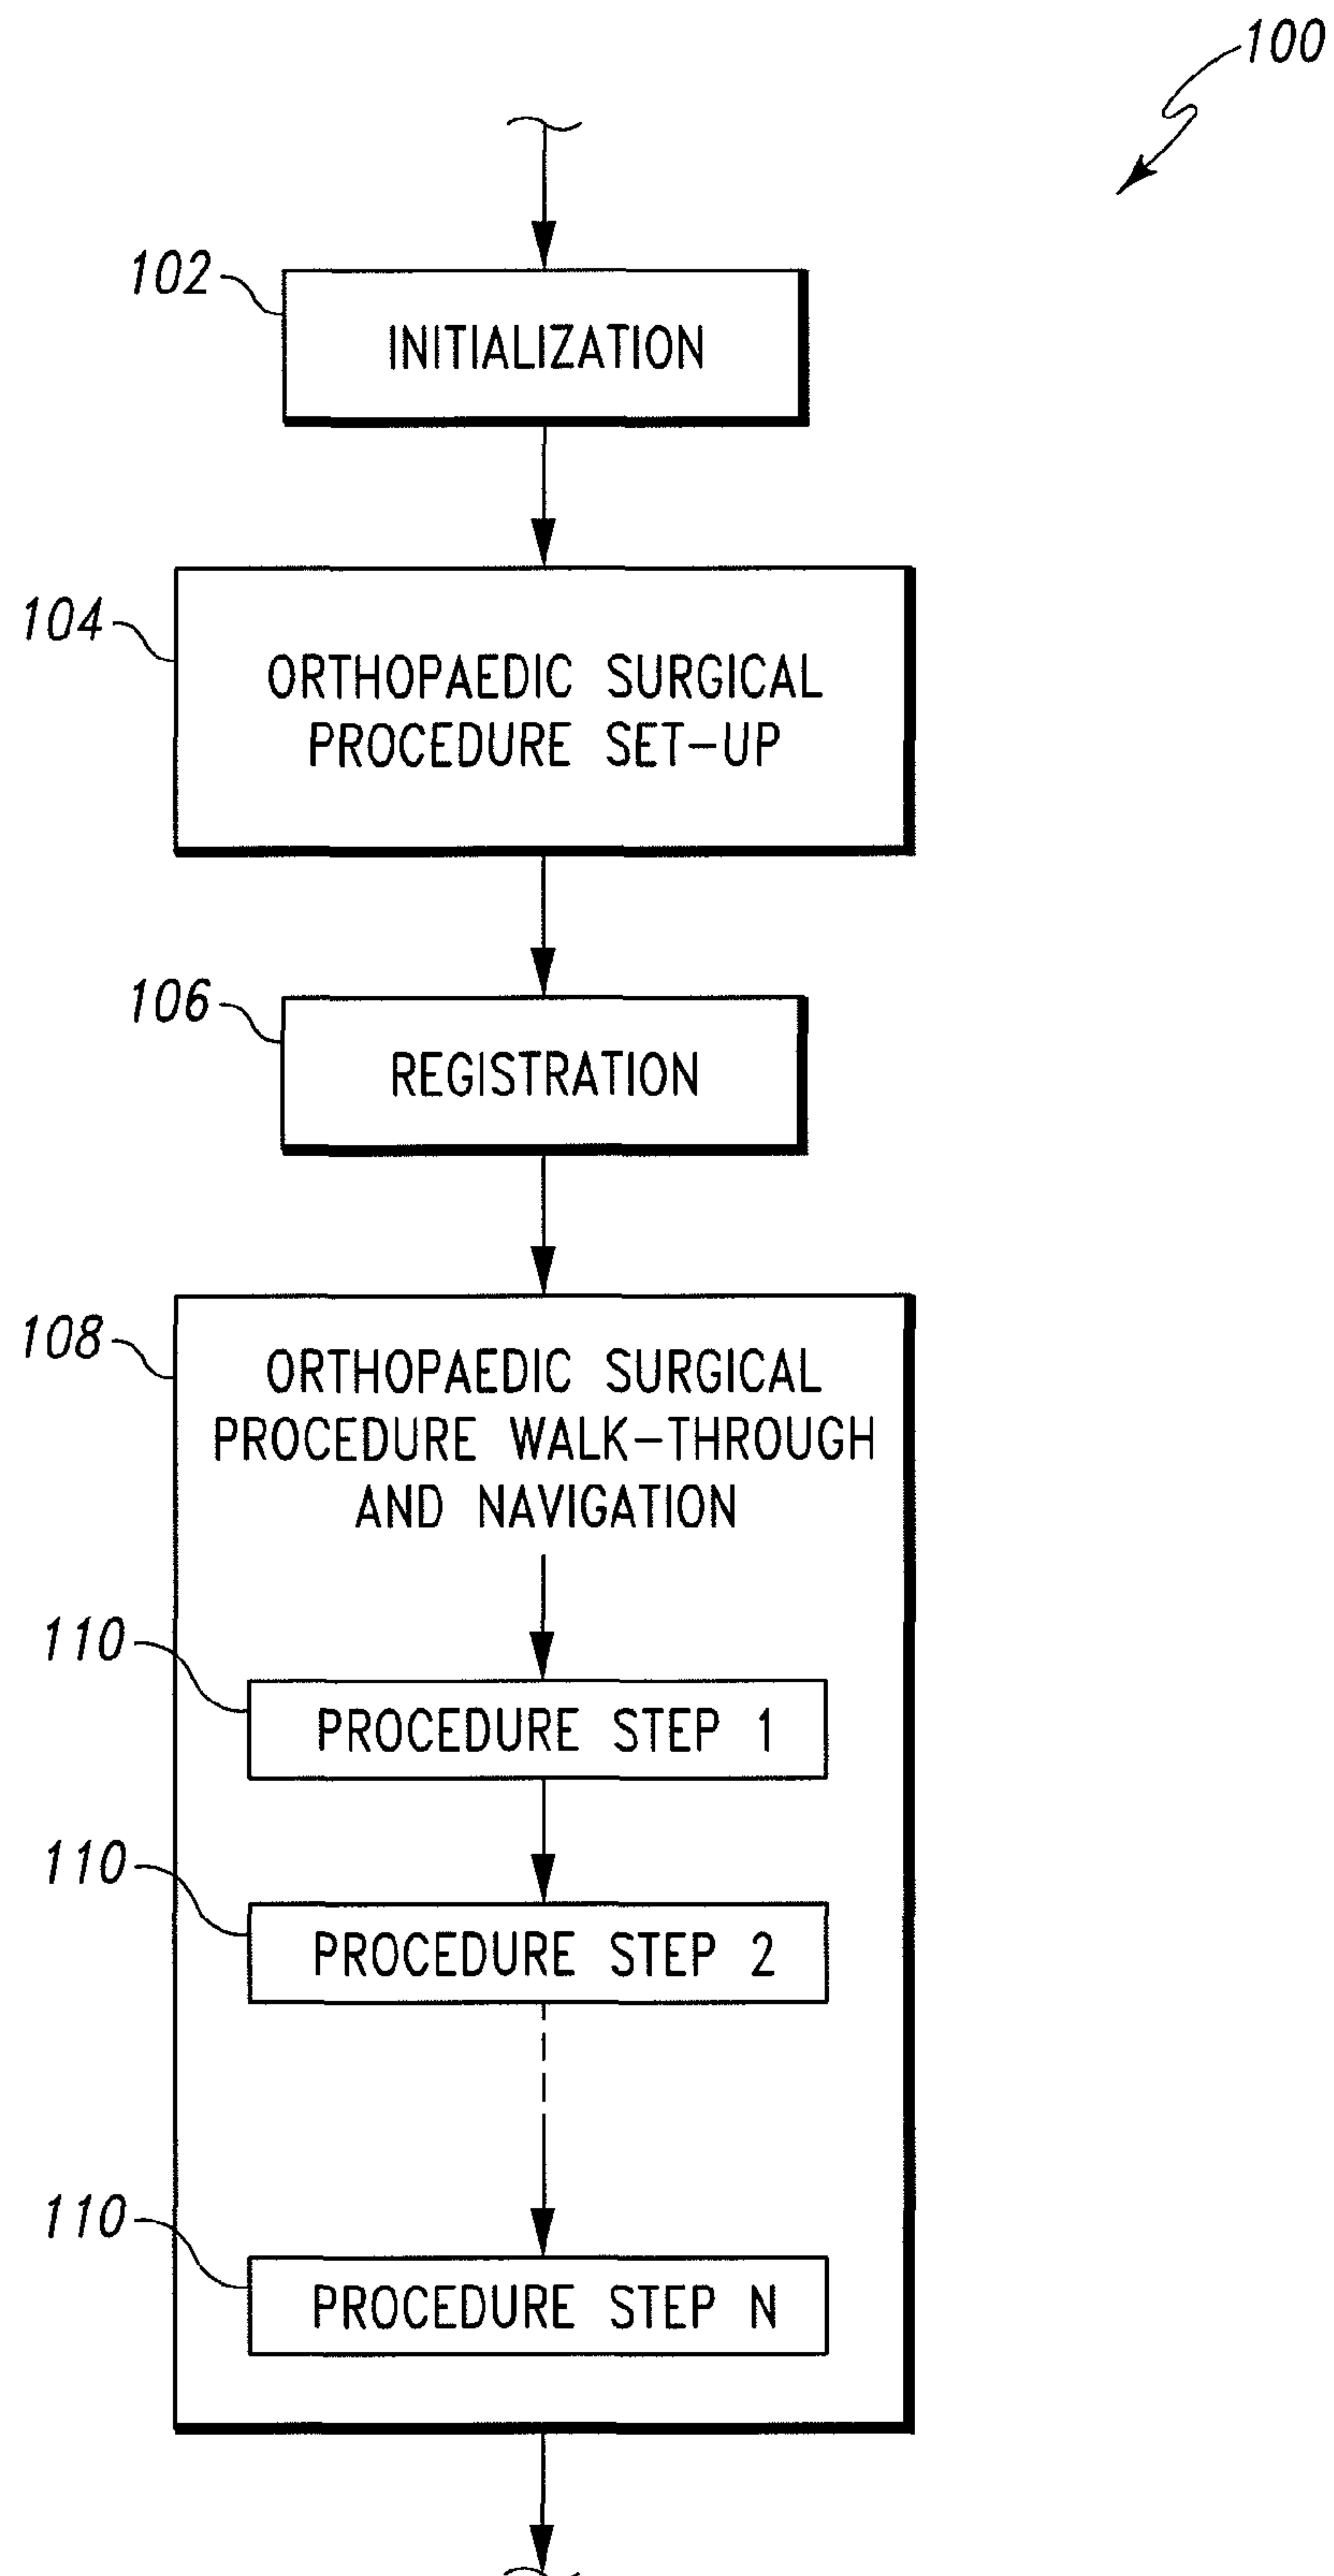 100
102
INITIALIZATION
104
ORTHOPAEDIC SURGICAL
PROCEDURE SET-UP
106
REGISTRATION
108
ORTHOPAEDIC SURGICAL
PROCEDURE WALK-THROUGH
AND NAVIGATION
110
PROCEDURE STEP 1
110
PROCEDURE STEP 2
110
PROCEDURE STEP N